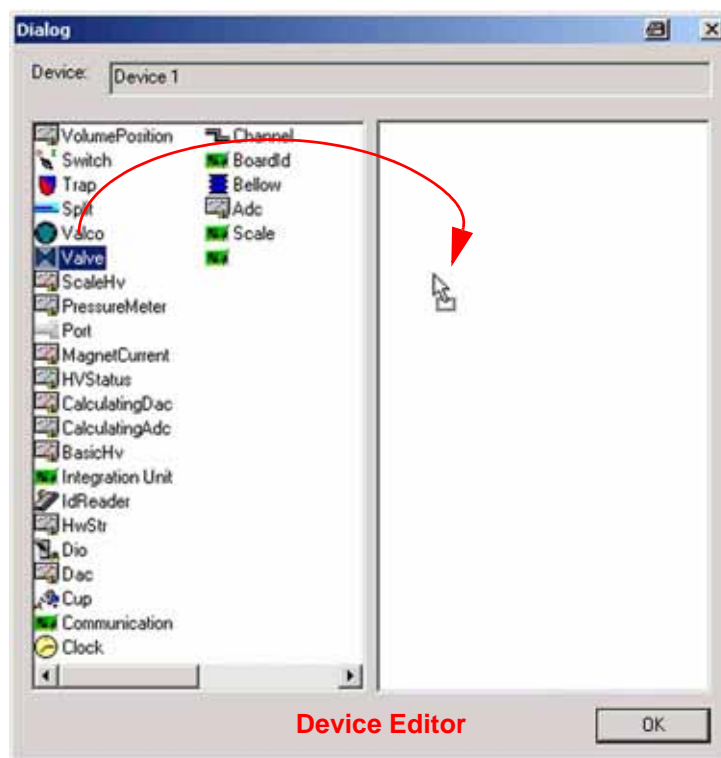 Dialog
Device: Device 1
VolumePosition
Switch
Trap
Split
Valco
Valve
ScaleHv
PressureMeter
Port
MagnetCurrent
HVStatus
CalculatingDac
CalculatingAdc
BasicHv
Integration Unit
IdReader
HwStr
Dio
Dac
Cup
Communication
Clock
Channel
BoardId
Bellow
Adc
Scale
Device Editor
OK